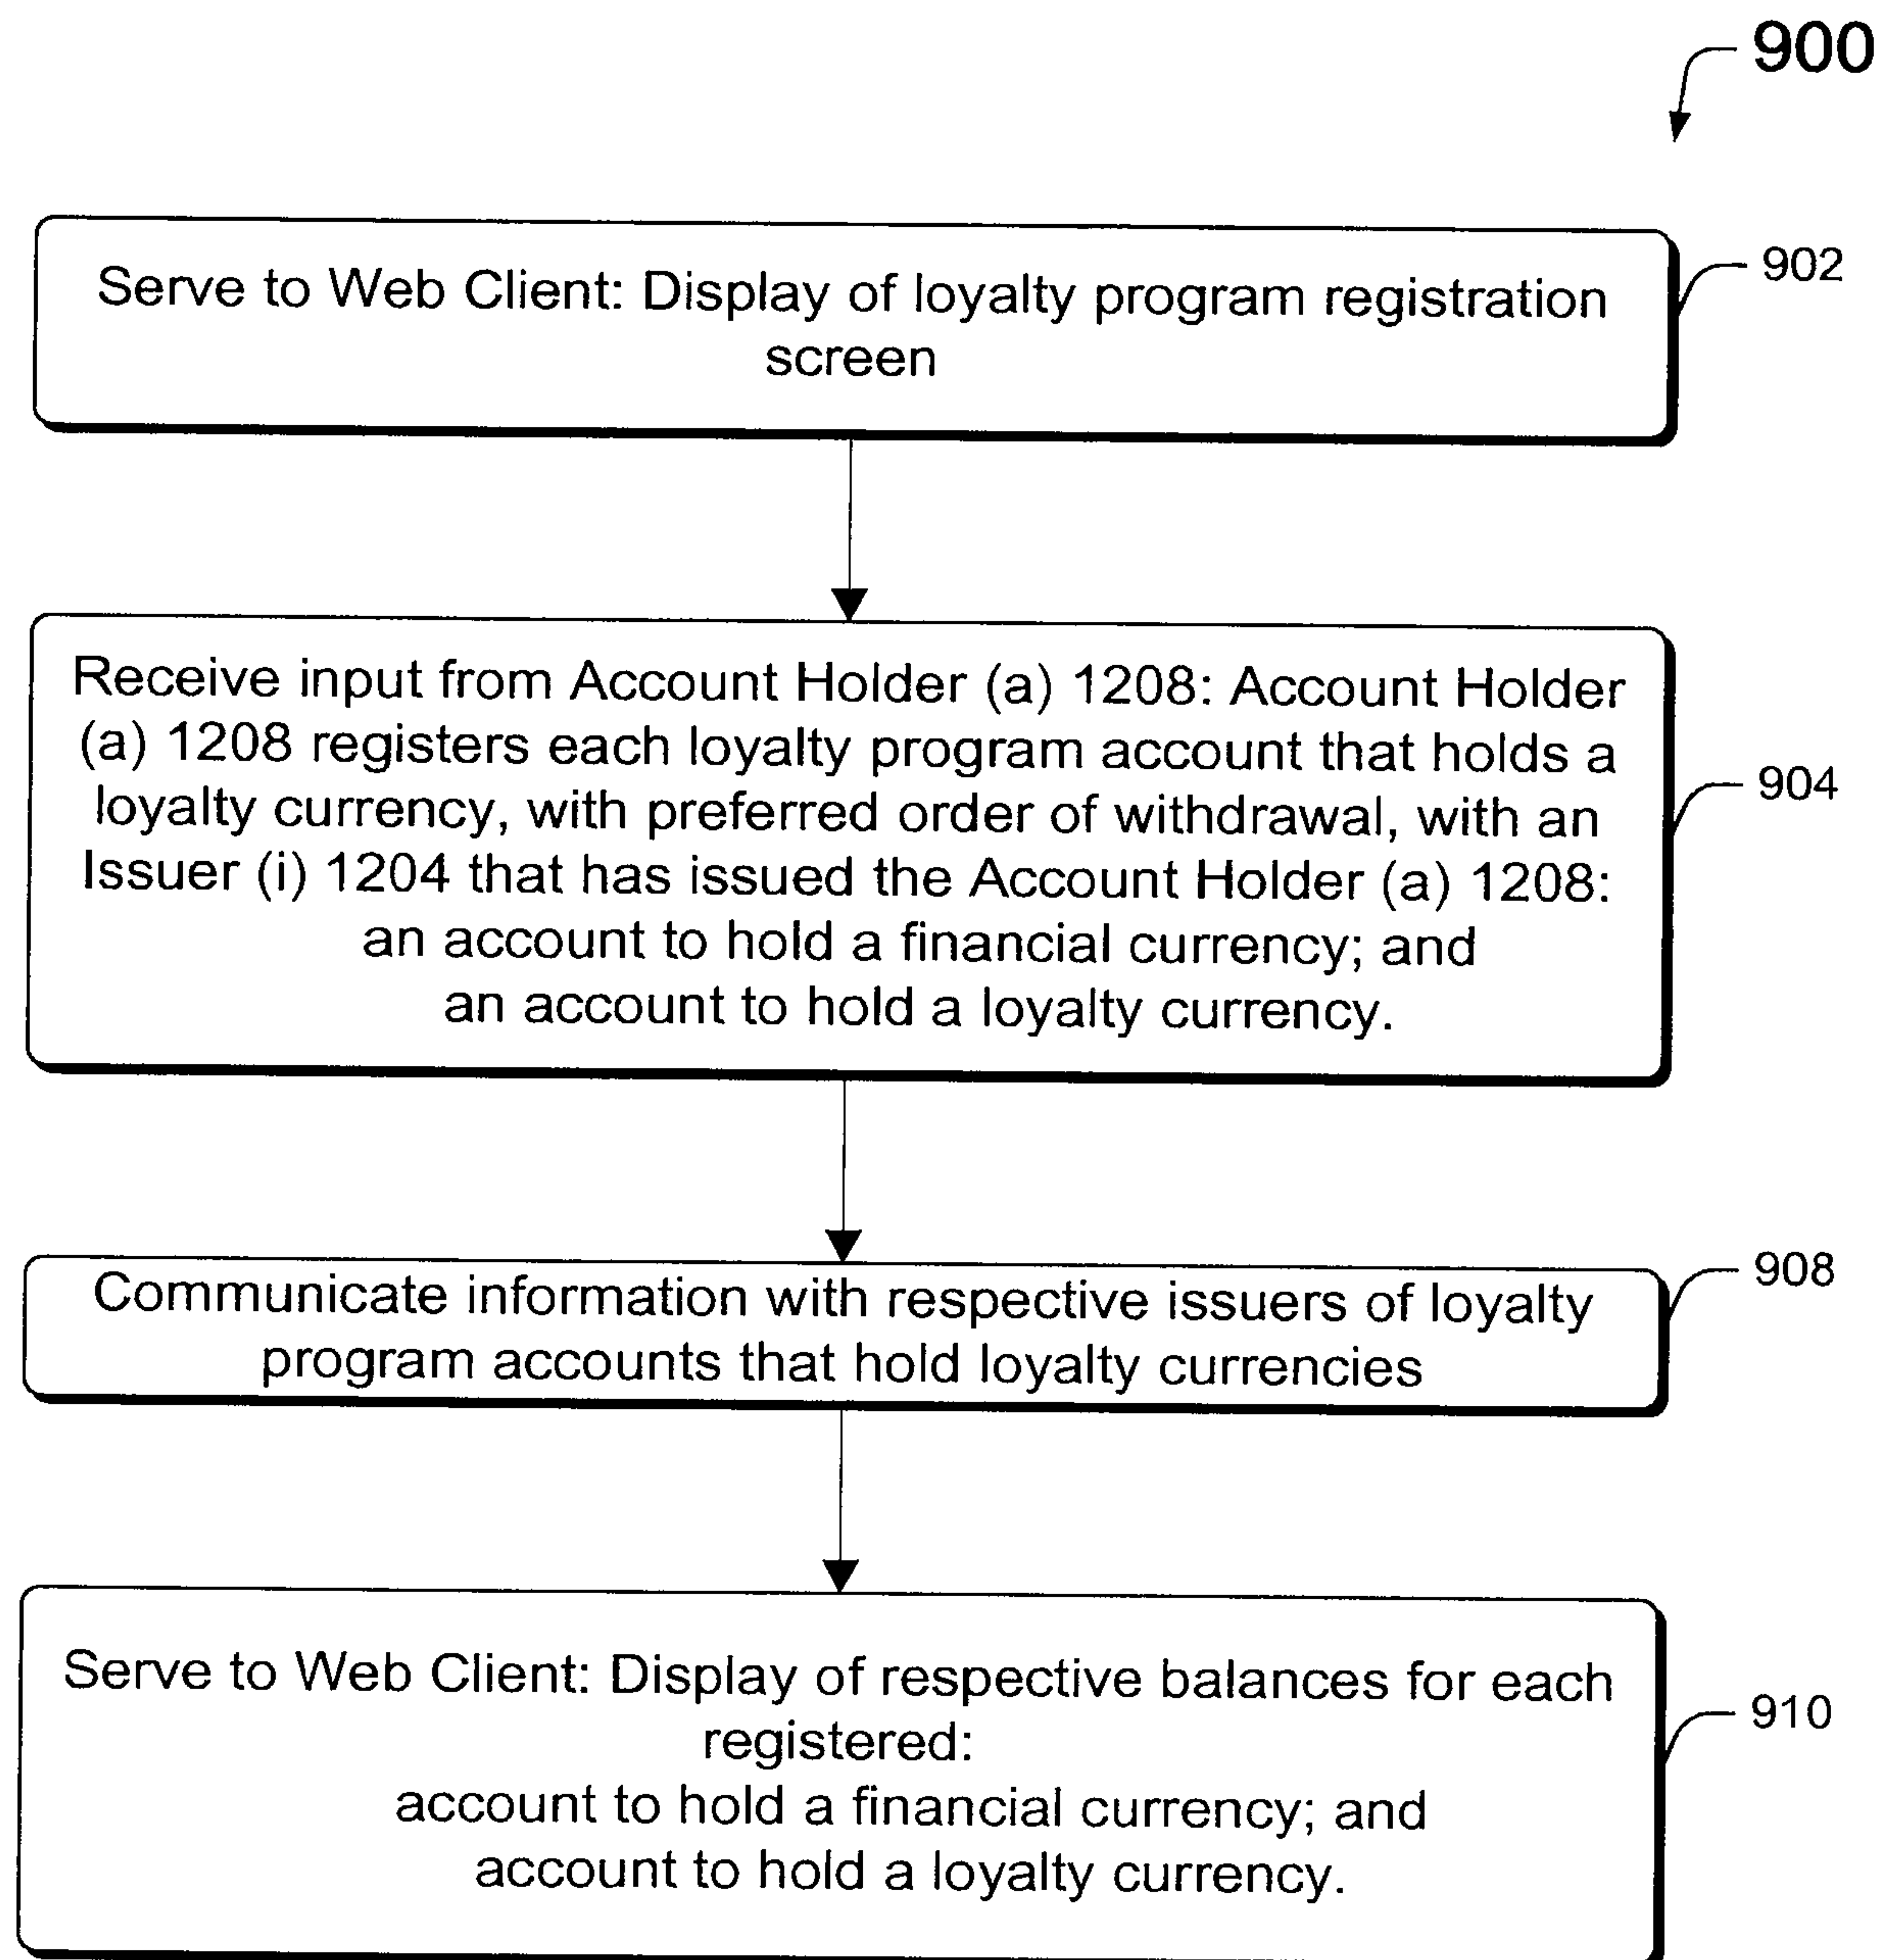 900
Serve to Web Client: Display of loyalty program registration
screen
902
Receive input from Account Holder (a) 1208: Account Holder
(a) 1208 registers each loyalty program account that holds a
loyalty currency, with preferred order of withdrawal, with an
Issuer (i) 1204 that has issued the Account Holder (a) 1208:
an account to hold a financial currency; and
an account to hold a loyalty currency.
904
Communicate information with respective issuers of loyalty
program accounts that hold loyalty currencies
908
Serve to Web Client: Display of respective balances for each
registered:
account to hold a financial currency; and
account to hold a loyalty currency.
910